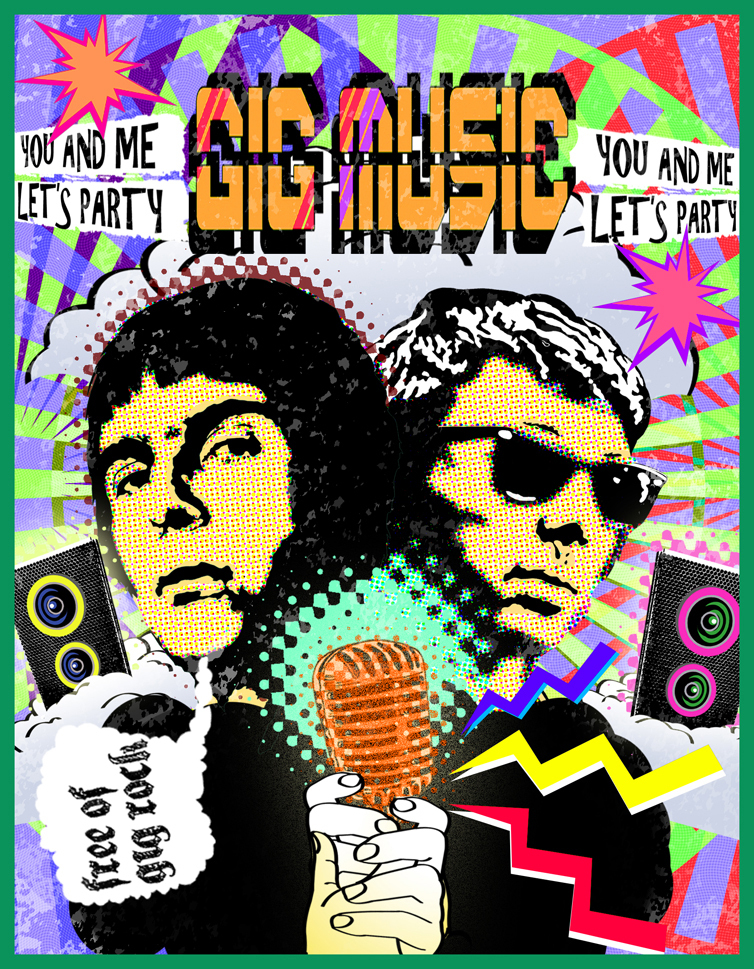 GIG MUSIC
YOU AND ME
LET'S PARTY
YOU AND ME
LET'S PARTY
free of
gig rock